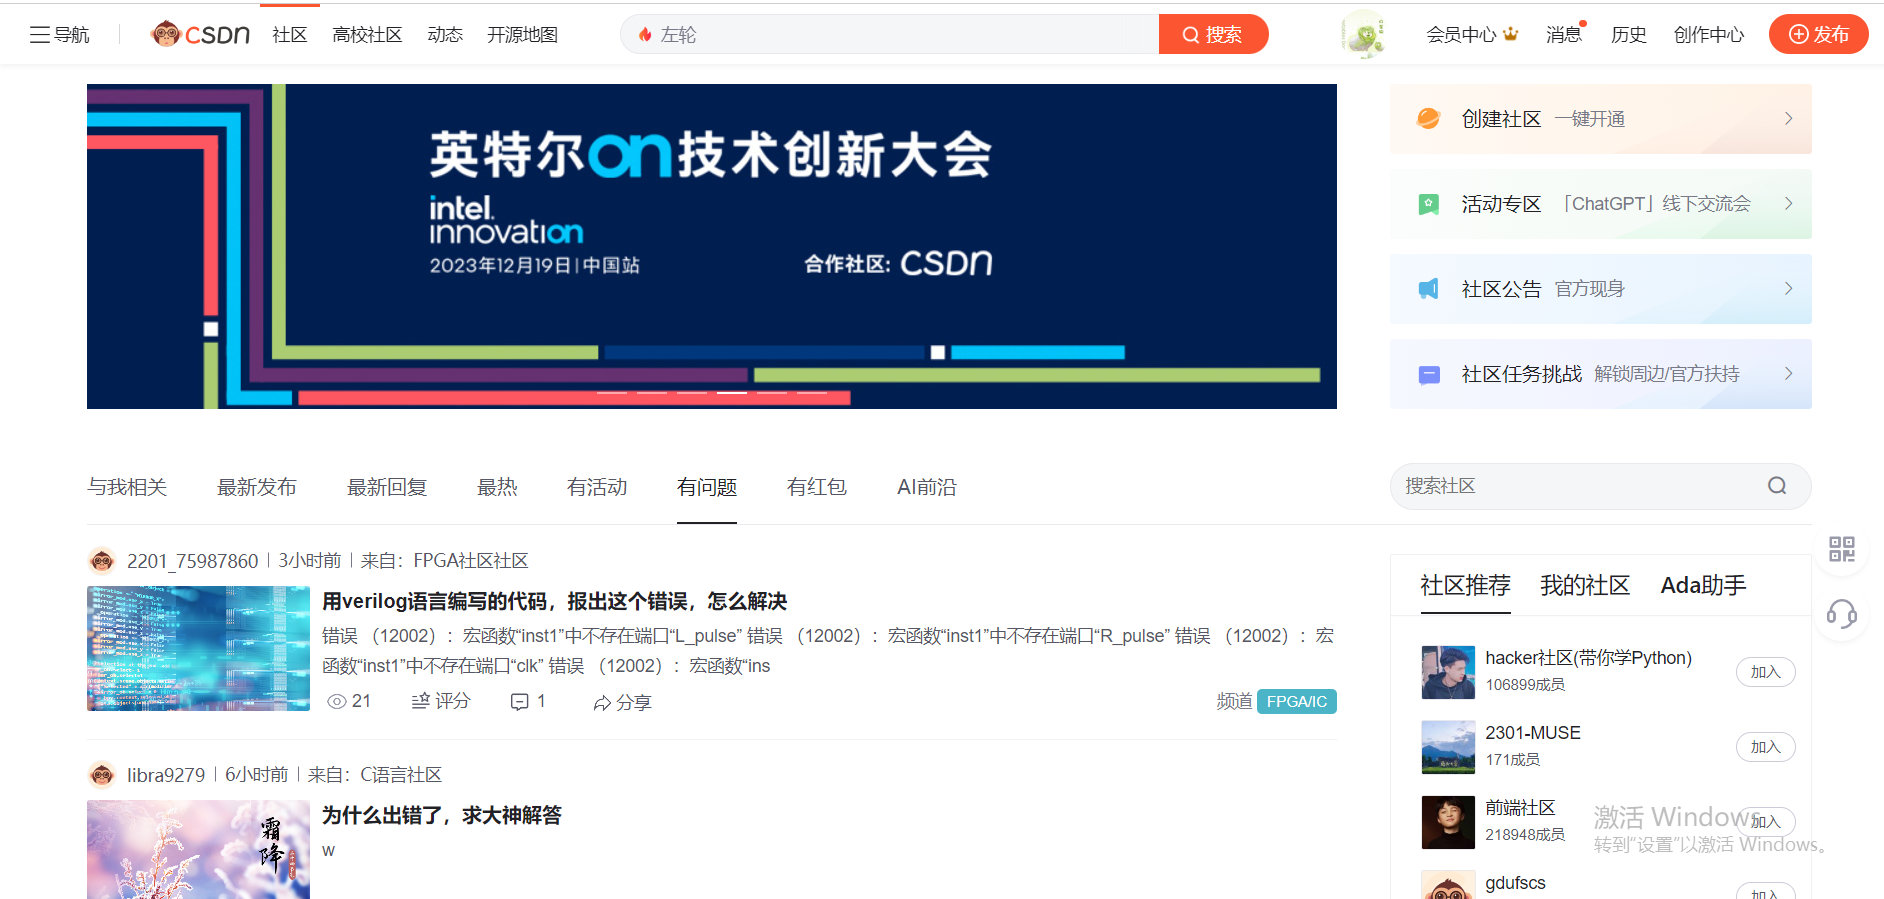 导航
CSDN
社区
高校社区
动态
开源地图
左轮
搜索
会员中心
消息
历史
创作中心
发布
英特尔on技术创新大会
intel.
innovation
2023年12月19日|中国站
合作社区: CSDN
创建社区 一键开通
活动专区 「ChatGPT」线下交流会
社区公告 官方现身
社区任务挑战 解锁周边/官方扶持
与我相关
最新发布
最新回复
最热
有活动
有问题
有红包
AI前沿
搜索社区
2201_75987860 | 3小时前 | 来自：FPGA社区社区
用verilog语言编写的代码，报出这个错误，怎么解决
错误 （12002）：宏函数“inst1”中不存在端口“L_pulse” 错误 （12002）：宏函数“inst1”中不存在端口“R_pulse” 错误 （12002）：宏
函数“inst1”中不存在端口“clk” 错误 （12002）：宏函数“ins
21
评分
1
分享
频道 FPGA/IC
libra9279 | 6小时前 | 来自：C语言社区
为什么出错了，求大神解答
w
霜降
社区推荐
我的社区
Ada助手
hacker社区(带你学Python)
106899成员
加入
2301-MUSE
171成员
加入
前端社区
218948成员
加入
gdufscs
加入
激活 Windows
转到“设置”以激活 Windows。